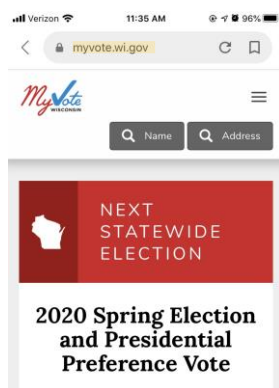 Verizon 11:35 AM 96%
myvote.wi.gov
MyVote
WISCONSIN
Name Address
NEXT
STATEWIDE
ELECTION
2020 Spring Election
and Presidential
Preference Vote